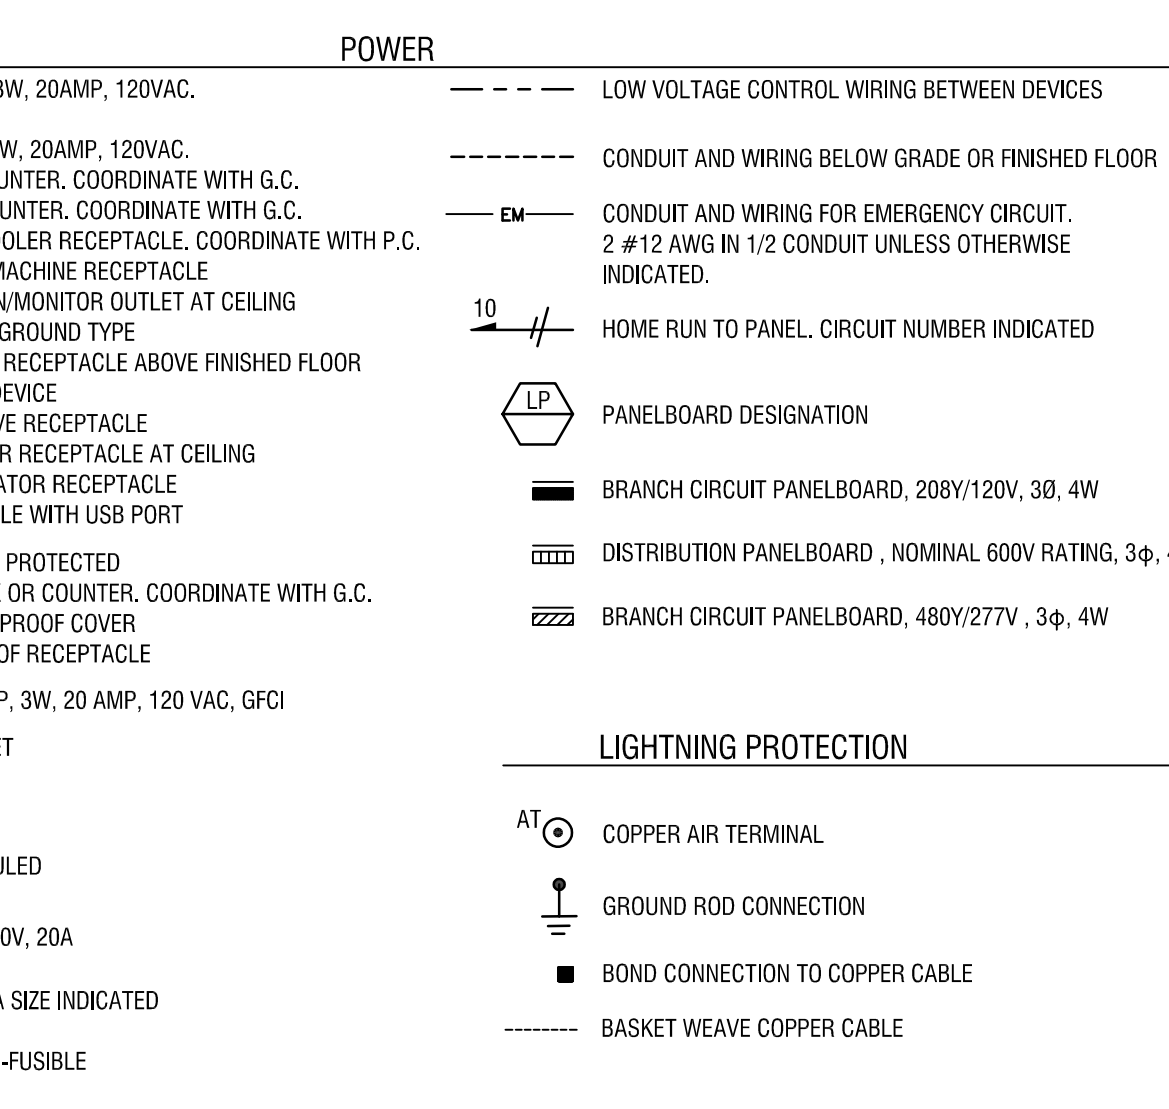 POWER
3W, 20AMP, 120VAC.
W, 20AMP, 120VAC.
UNTER. COORDINATE WITH G.C.
UNTER. COORDINATE WITH G.C.
OOLER RECEPTACLE. COORDINATE WITH P.C.
MACHINE RECEPTACLE
N/MONITOR OUTLET AT CEILING
GROUND TYPE
RECEPTACLE ABOVE FINISHED FLOOR
DEVICE
VE RECEPTACLE
R RECEPTACLE AT CEILING
ATOR RECEPTACLE
LE WITH USB PORT
PROTECTED
E OR COUNTER. COORDINATE WITH G.C.
PROOF COVER
OF RECEPTACLE
P, 3W, 20 AMP, 120 VAC, GFCI
ET
ULED
0V, 20A
A SIZE INDICATED
-FUSIBLE
LOW VOLTAGE CONTROL WIRING BETWEEN DEVICES
CONDUIT AND WIRING BELOW GRADE OR FINISHED FLOOR
EM
CONDUIT AND WIRING FOR EMERGENCY CIRCUIT.
2 #12 AWG IN 1/2 CONDUIT UNLESS OTHERWISE
INDICATED.
10
HOME RUN TO PANEL. CIRCUIT NUMBER INDICATED
LP
PANELBOARD DESIGNATION
BRANCH CIRCUIT PANELBOARD, 208Y/120V, 3Ø, 4W
DISTRIBUTION PANELBOARD , NOMINAL 600V RATING, 3ф, 4
BRANCH CIRCUIT PANELBOARD, 480Y/277V , 3ф, 4W
LIGHTNING PROTECTION
AT
COPPER AIR TERMINAL
GROUND ROD CONNECTION
BOND CONNECTION TO COPPER CABLE
BASKET WEAVE COPPER CABLE